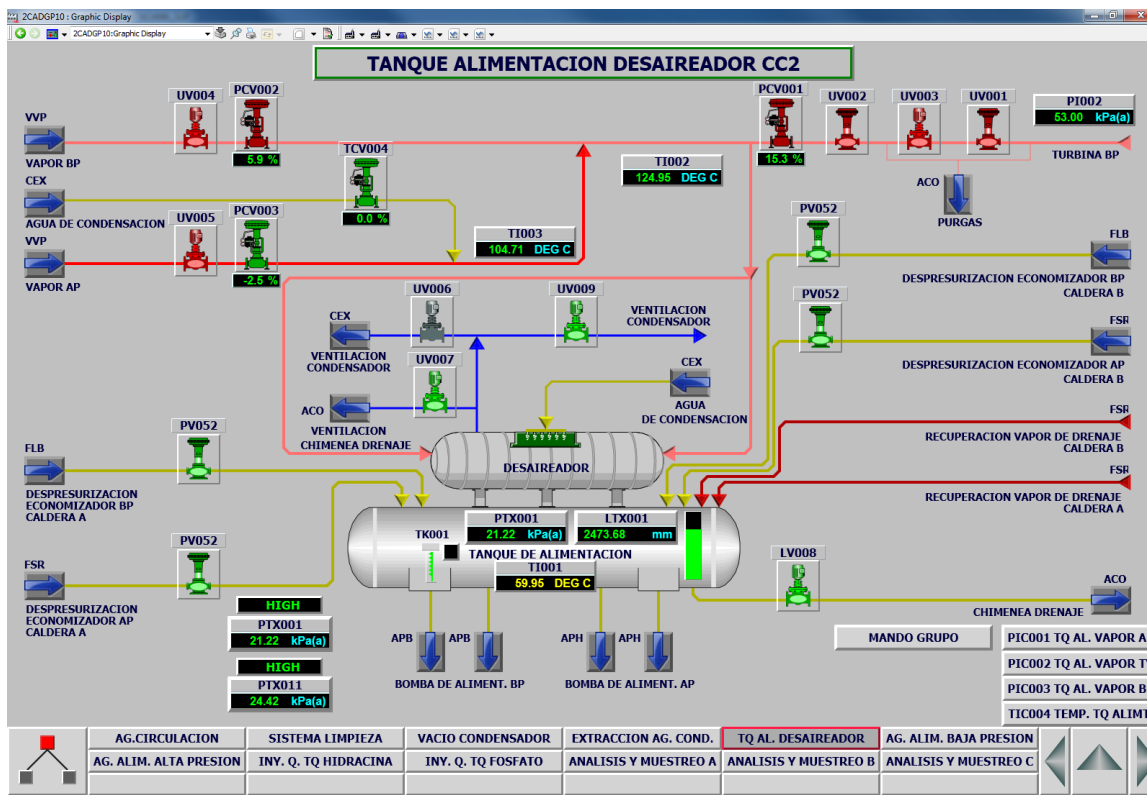 2CADGP10 : Graphic Display
2CADGP10:Graphic Display
TANQUE ALIMENTACION DESAIREADOR CC2
VVP
VAPOR BP
UV004
PCV002
5.9 %
CEX
AGUA DE CONDENSACION
TCV004
0.0 %
VVP
VAPOR AP
UV005
PCV003
-2.5 %
TI003
104.71 DEG C
TI002
124.95 DEG C
PCV001
15.3 %
UV002
UV003
UV001
PI002
53.00 kPa(a)
TURBINA BP
ACO
PURGAS
PV052
FLB
DESPRESURIZACION ECONOMIZADOR BP
CALDERA B
PV052
FSR
DESPRESURIZACION ECONOMIZADOR AP
CALDERA B
UV006
UV009
CEX
VENTILACION
CONDENSADOR
VENTILACION
CONDENSADOR
UV007
ACO
VENTILACION
CHIMENEA DRENAJE
CEX
AGUA
DE CONDENSACION
FSR
RECUPERACION VAPOR DE DRENAJE
CALDERA B
FSR
RECUPERACION VAPOR DE DRENAJE
CALDERA A
DESAIREADOR
PV052
FLB
DESPRESURIZACION
ECONOMIZADOR BP
CALDERA A
PV052
FSR
DESPRESURIZACION
ECONOMIZADOR AP
CALDERA A
TK001
PTX001
21.22 kPa(a)
LTX001
2473.68 mm
TANQUE DE ALIMENTACION
TI001
59.95 DEG C
LV008
ACO
CHIMENEA DRENAJE
HIGH
PTX001
21.22 kPa(a)
HIGH
PTX011
24.42 kPa(a)
APB
APB
BOMBA DE ALIMENT. BP
APH
APH
BOMBA DE ALIMENT. AP
MANDO GRUPO
PIC001 TQ AL. VAPOR A
PIC002 TQ AL. VAPOR T
PIC003 TQ AL. VAPOR B
TIC004 TEMP. TQ ALIMT
AG.CIRCULACION
SISTEMA LIMPIEZA
VACIO CONDENSADOR
EXTRACCION AG. COND.
TQ AL. DESAIREADOR
AG. ALIM. BAJA PRESION
AG. ALIM. ALTA PRESION
INY. Q. TQ HIDRACINA
INY. Q. TQ FOSFATO
ANALISIS Y MUESTREO A
ANALISIS Y MUESTREO B
ANALISIS Y MUESTREO C